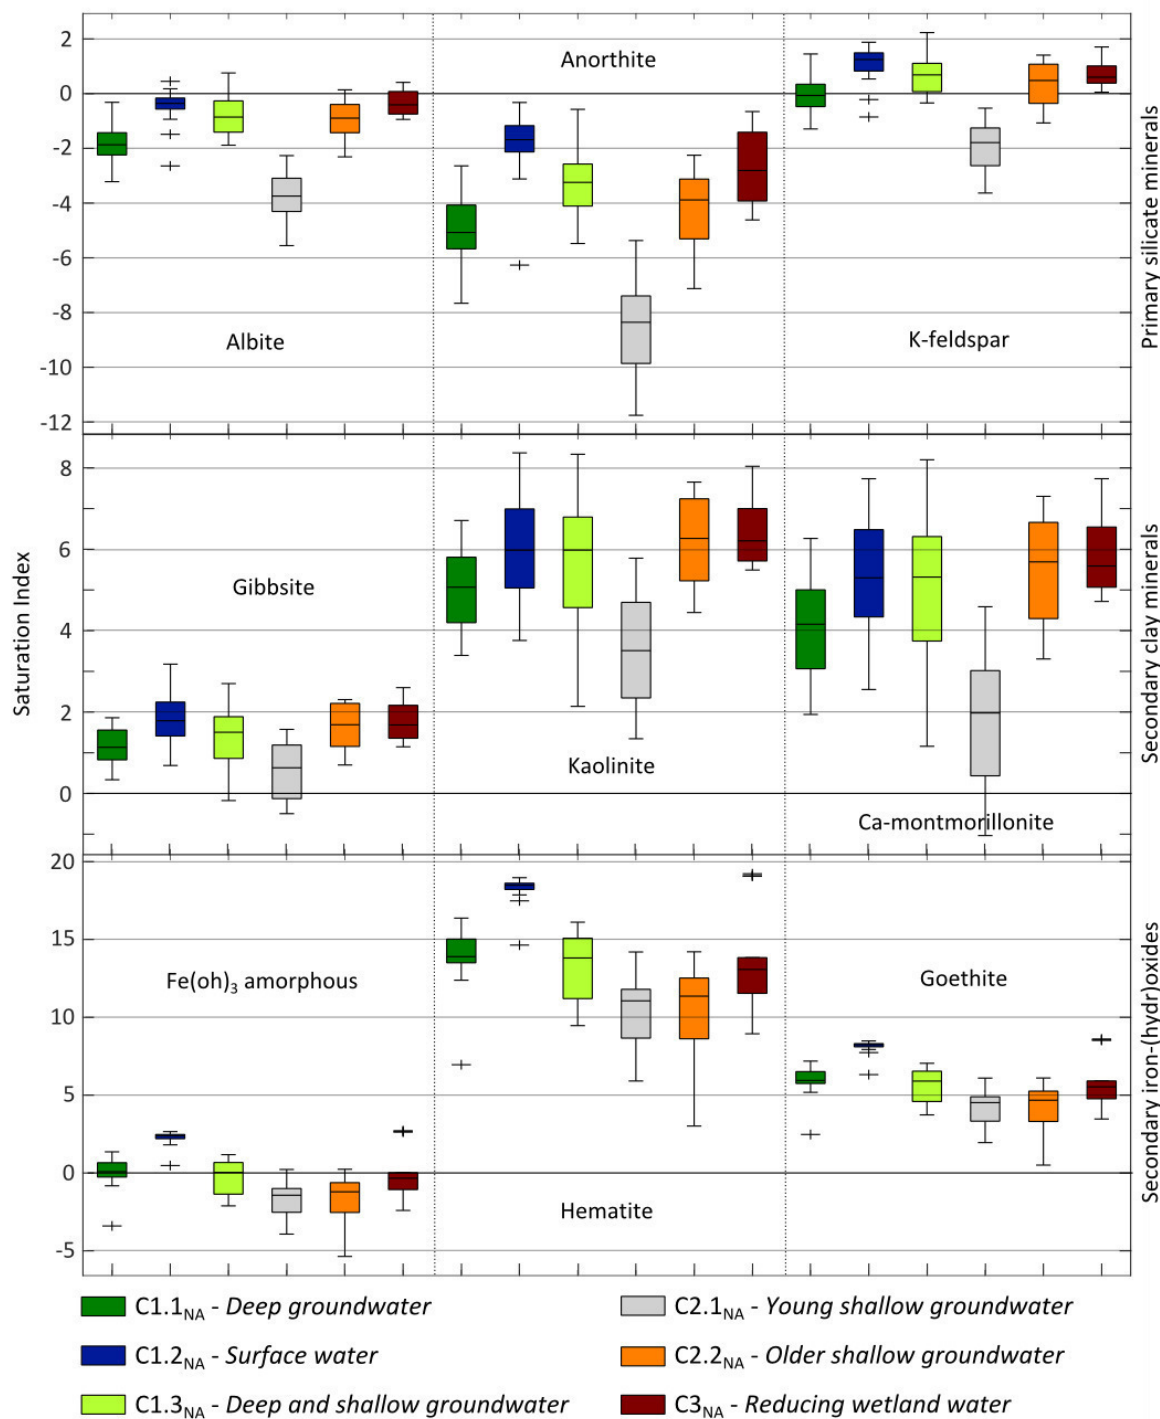 2
0
-2
-4
-6
-8
-10
-12
Anorthite
Albite
K-feldspar
Primary silicate minerals
8
6
4
2
0
Gibbsite
Kaolinite
Ca-montmorillonite
Secondary clay minerals
Saturation Index
20
15
10
5
0
-5
Fe(oh)3 amorphous
Goethite
Hematite
Secondary iron-(hydr)oxides
C1.1NA - Deep groundwater
C1.2NA - Surface water
C1.3NA - Deep and shallow groundwater
C2.1NA - Young shallow groundwater
C2.2NA - Older shallow groundwater
C3NA - Reducing wetland water